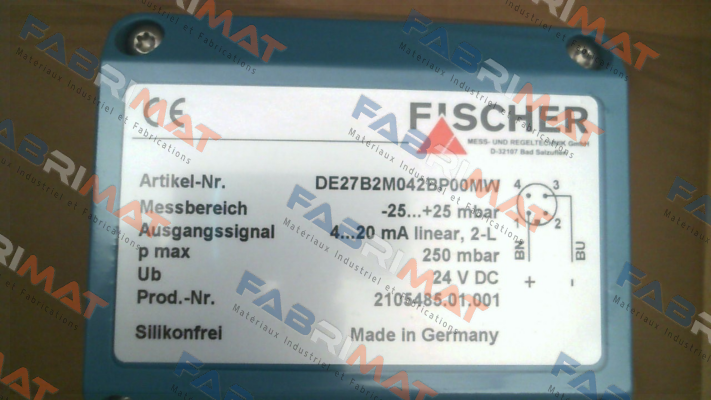 CE
FISCHER
MESS- UND REGELTECHNIK GmbH
D-32107 Bad Salzuflen
Artikel-Nr. DE27B2M042BP00MW
Messbereich -25...+25 mbar
Ausgangssignal 4...20 mA linear, 2-L
p max 250 mbar
Ub 24 V DC
Prod.-Nr. 2105485.01.001
Silikonfrei Made in Germany
4 3
1 2
BN BU
+ -
FABRIMAT
Materiaux Industriel et Fabrications